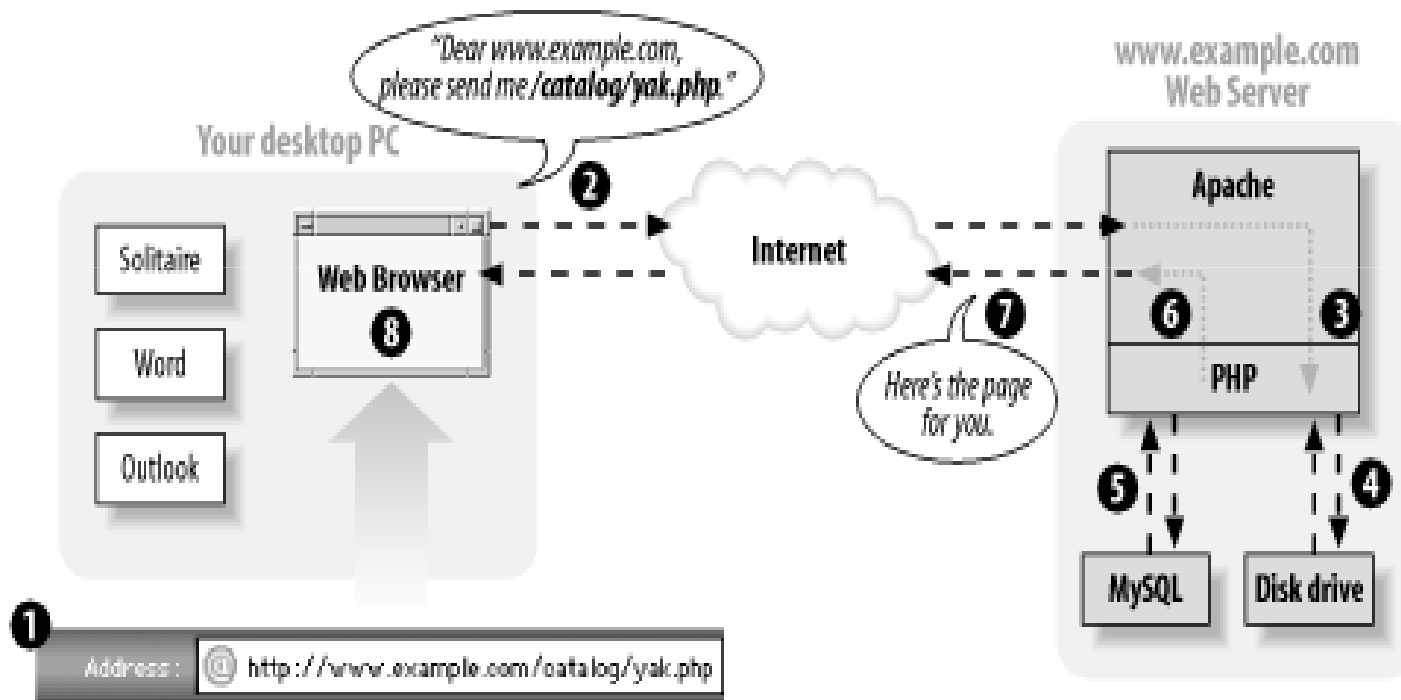 "Dear www.example.com,
please send me /catalog/yak.php."
www.example.com
Web Server
Your desktop PC
2
Apache
Solitaire
Web Browser
8
Internet
7
6
3
Word
Here's the page
for you.
PHP
Outlook
5
4
MySQL
Disk drive
1
Address:
@ http://www.example.com/catalog/yak.php